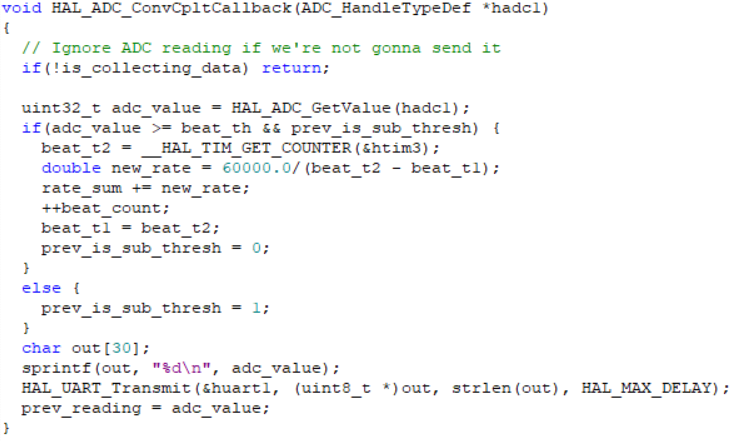 void HAL_ADC_ConvCpltCallback(ADC_HandleTypeDef *hadc1)
{
  // Ignore ADC reading if we're not gonna send it
  if(!is_collecting_data) return;

  uint32_t adc_value = HAL_ADC_GetValue(hadc1);
  if(adc_value >= beat_th && prev_is_sub_thresh) {
    beat_t2 = __HAL_TIM_GET_COUNTER(&htim3);
    double new_rate = 60000.0/(beat_t2 - beat_t1);
    rate_sum += new_rate;
    ++beat_count;
    beat_t1 = beat_t2;
    prev_is_sub_thresh = 0;
  }
  else {
    prev_is_sub_thresh = 1;
  }
  char out[30];
  sprintf(out, "%d\n", adc_value);
  HAL_UART_Transmit(&huart1, (uint8_t *)out, strlen(out), HAL_MAX_DELAY);
  prev_reading = adc_value;
}